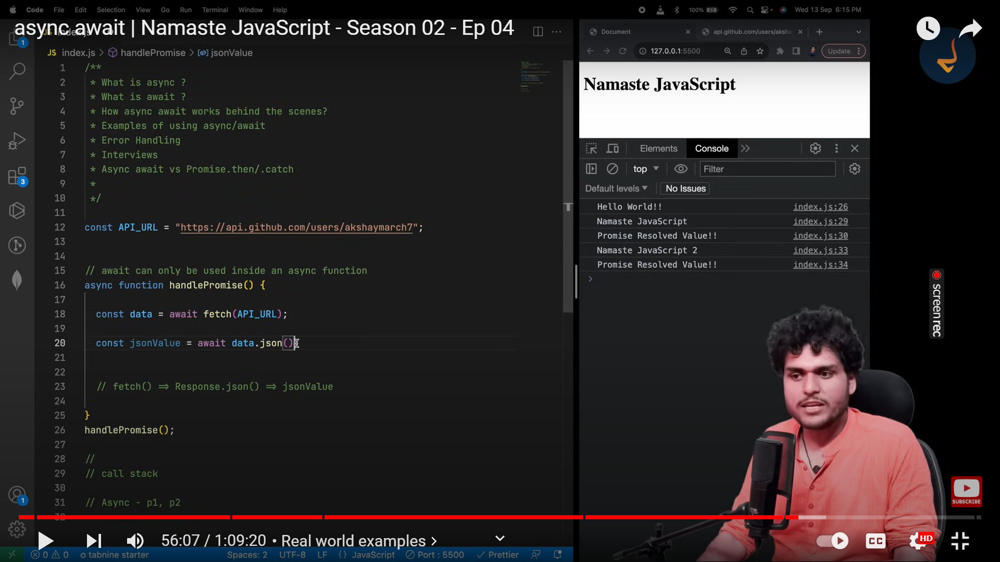 Code File Edit Selection View Go Run Terminal Window Help
100%
Wed 13 Sep 6:15 PM
async await | Namaste JavaScript - Season 02 - Ep 04
1
JS index.js > handlePromise > jsonValue
1 /**
2 * What is async ?
3 * What is await ?
4 * How async await works behind the scenes?
5 * Examples of using async/await
6 * Error Handling
7 * Interviews
8 * Async await vs Promise.then/.catch
9 *
10 */
11
12 const API_URL = "https://api.github.com/users/akshaymarch7";
13
14
15 // await can only be used inside an async function
16 async function handlePromise() {
17
18 const data = await fetch(API_URL);
19
20 const jsonValue = await data.json()
21
22
23 // fetch() => Response.json() => jsonValue
24
25 }
26 handlePromise();
27
28 //
29 // call stack
30
31 // Async - p1, p2
32
3
1
Document
api.github.com/users/aksha
127.0.0.1:5500
Update
Namaste JavaScript
Elements Console
top Filter
Default levels No Issues
Hello World!! index.js:26
Namaste JavaScript index.js:29
Promise Resolved Value!! index.js:30
Namaste JavaScript 2 index.js:33
Promise Resolved Value!! index.js:34
screen rec
SUBSCRIBE
56:07 / 1:09:20 • Real world examples >
CC
HD
0 0 tabnine starter Spaces: 2 UTF-8 LF {} JavaScript Port : 5500 Prettier